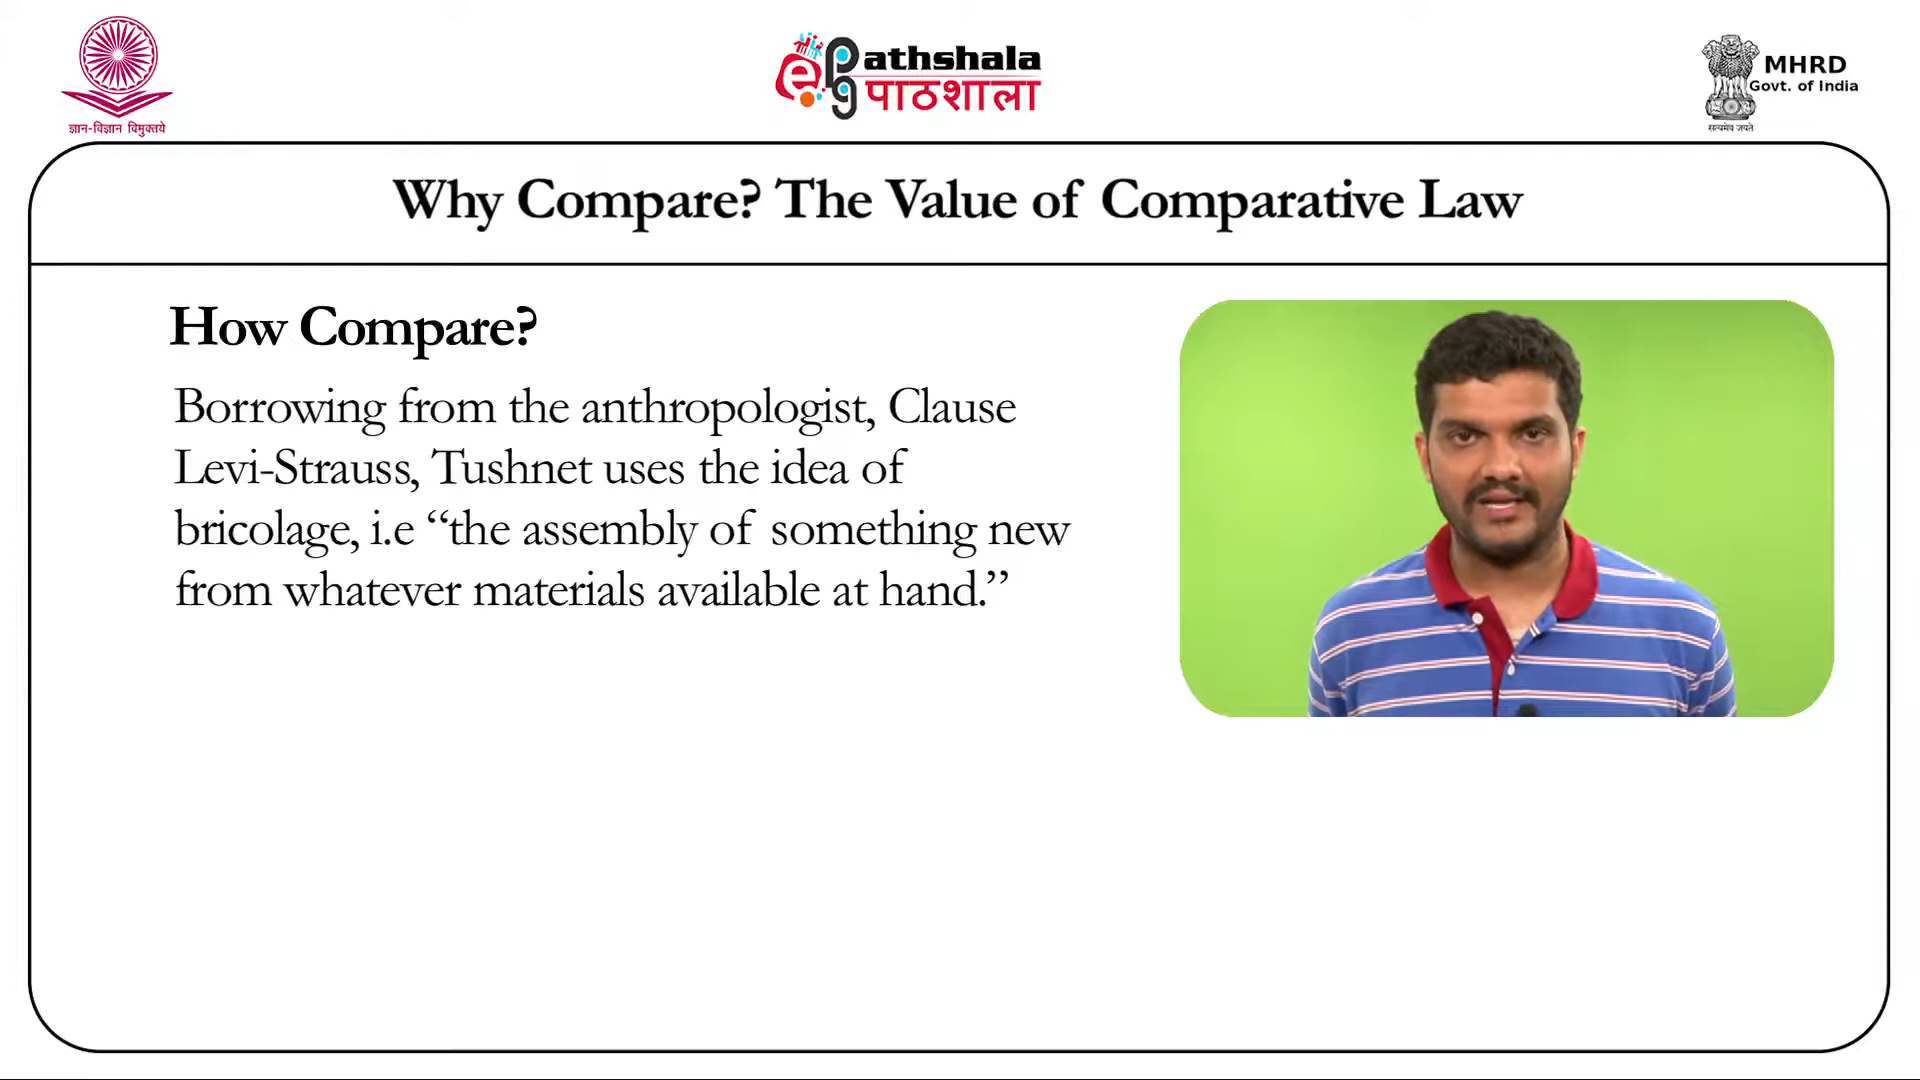 ज्ञान-विज्ञान विमुक्तये
e Pg athshala
पाठशाला
MHRD
Govt. of India
सत्यमेव जयते
Why Compare? The Value of Comparative Law
How Compare?
Borrowing from the anthropologist, Clause
Levi-Strauss, Tushnet uses the idea of
bricolage, i.e “the assembly of something new
from whatever materials available at hand.”